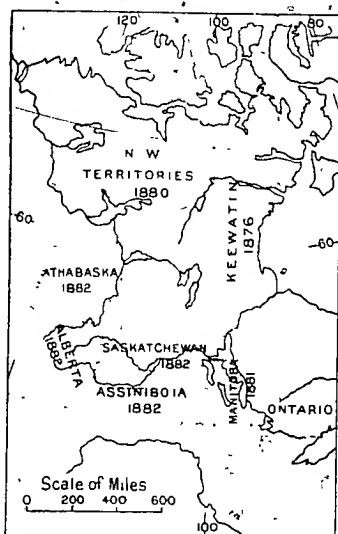 120
100
80
N W
TERRITORIES
1880
KEEWATIN
1876
60
60
ATHABASKA
1882
ALBERTA
1882
SASKATCHEWAN
1882
ASSINIBOIA
1882
MANITOBA
1881
ONTARIO
Scale of Miles
0 200 400 600
100